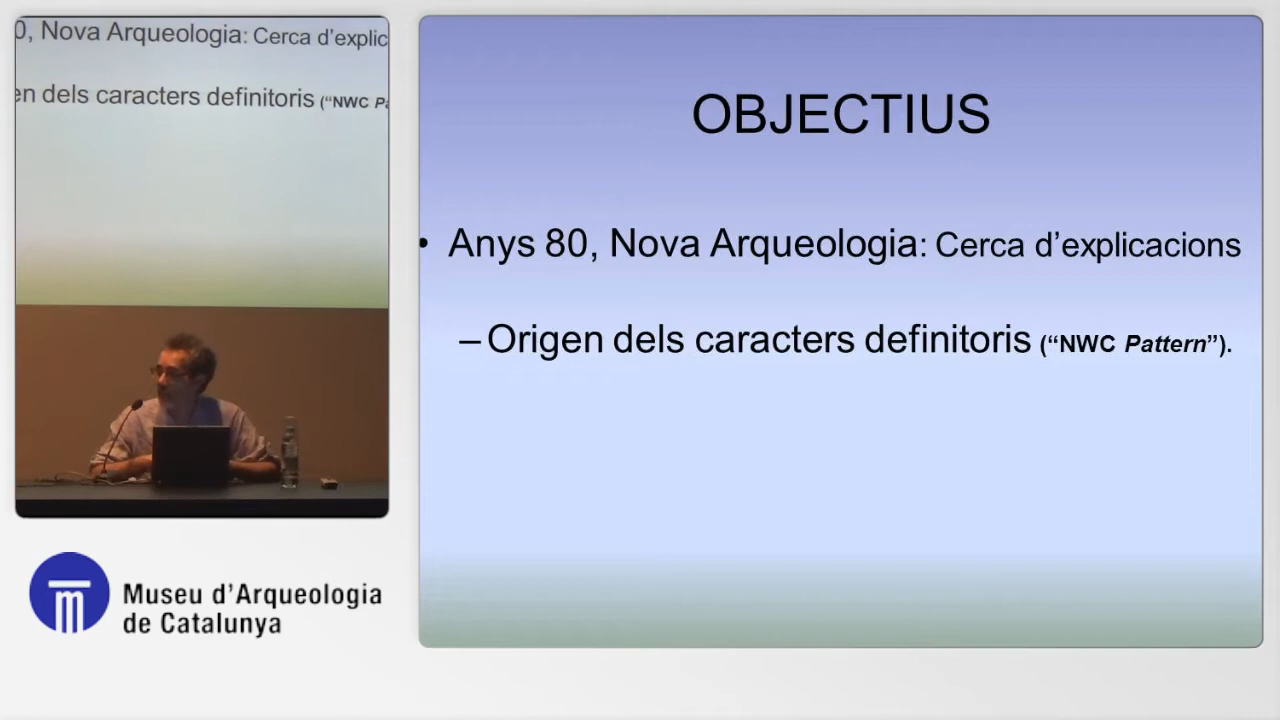 0, Nova Arqueologia: Cerca d'explic
en dels caracters definitoris ("NWC Pa
Museu d'Arqueologia
de Catalunya
OBJECTIUS
• Anys 80, Nova Arqueologia: Cerca d'explicacions
– Origen dels caracters definitoris ("NWC Pattern").